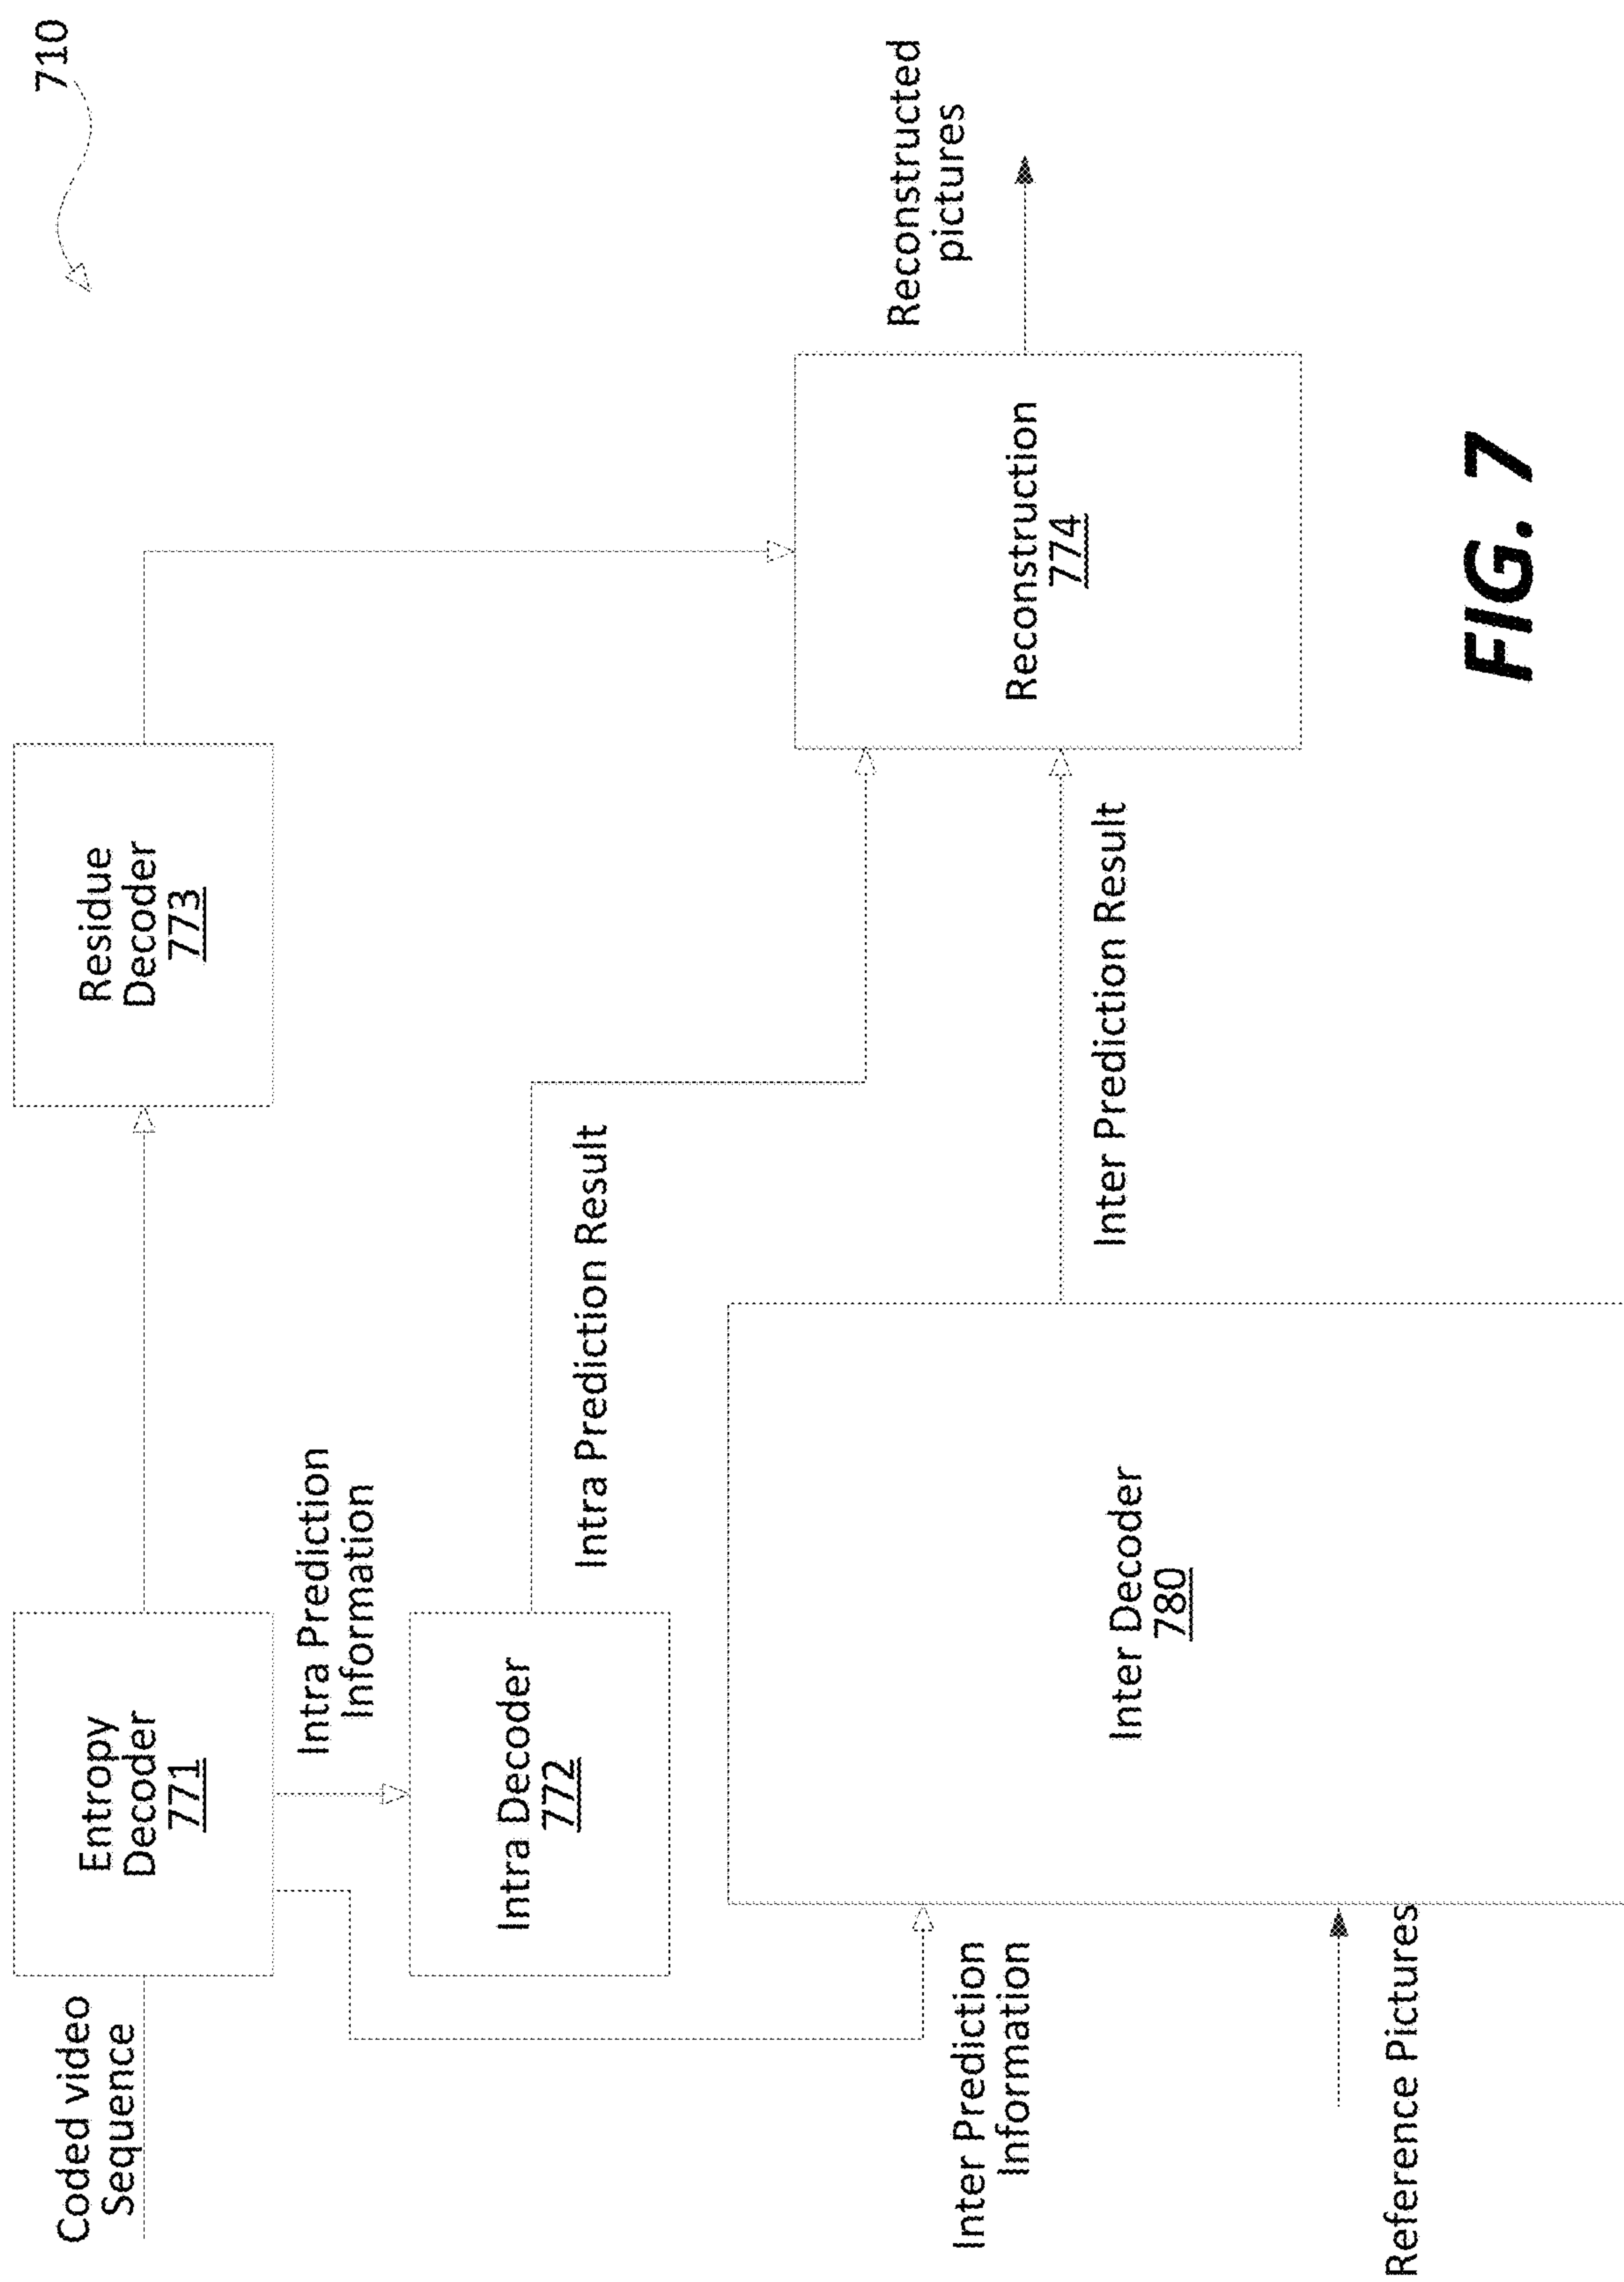 710
Coded video
Sequence
Entropy
Decoder
771
Residue
Decoder
773
Intra Prediction
Information
Intra Decoder
772
Intra Prediction Result
Reconstructed
pictures
Inter Prediction
Information
Inter Decoder
780
Inter Prediction Result
Reconstruction
774
Reference Pictures
FIG. 7